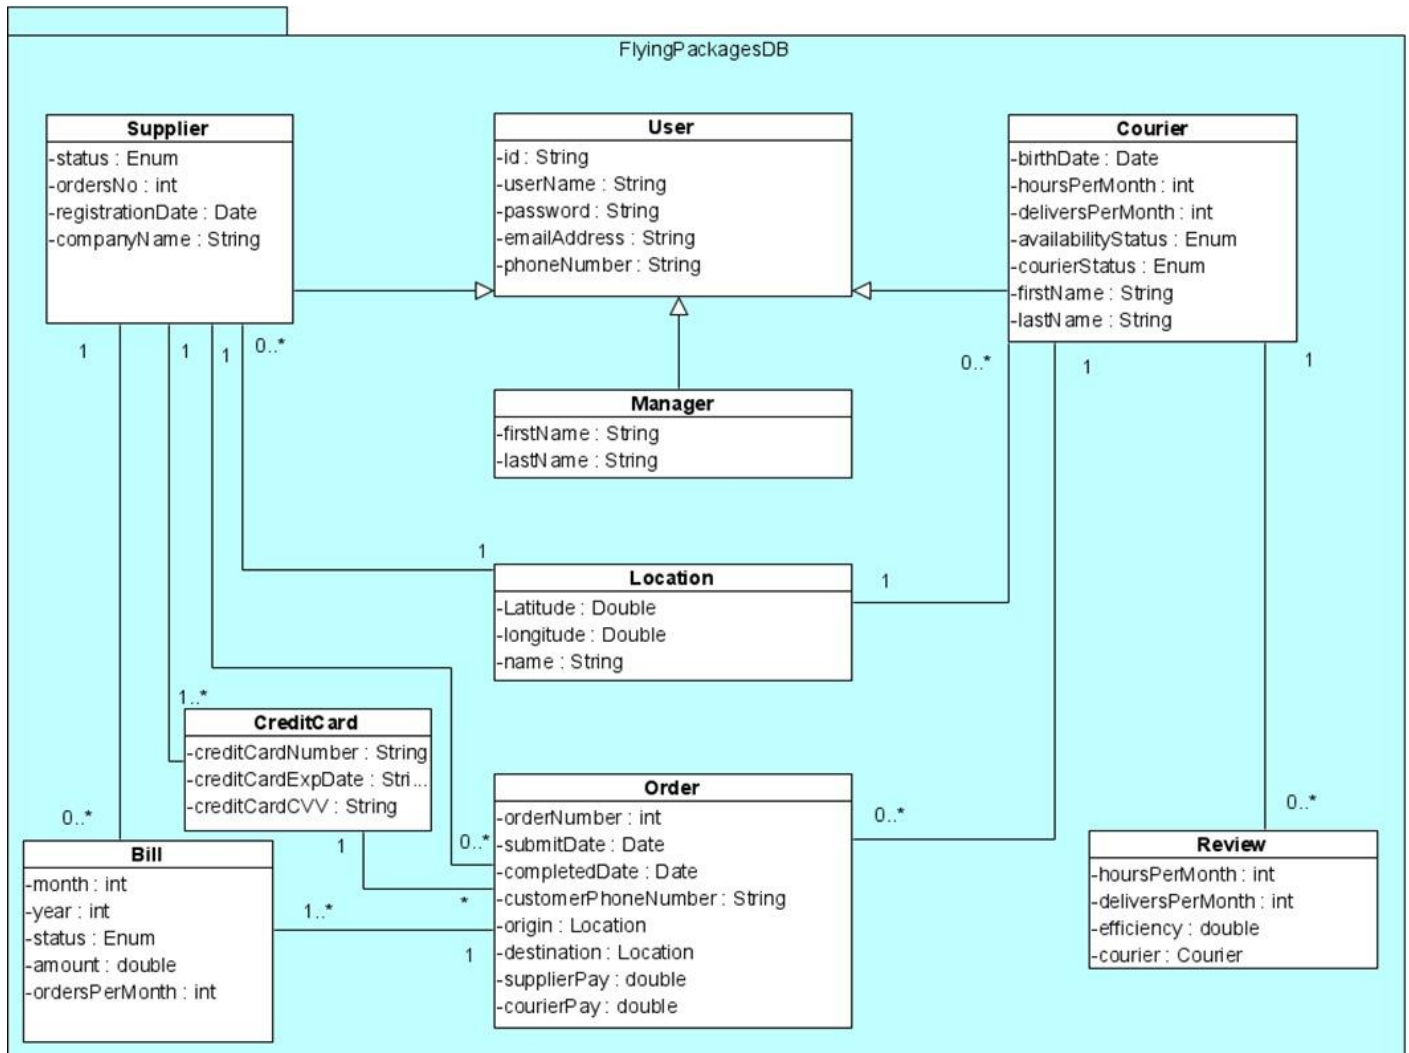 FlyingPackagesDB
Supplier
-status : Enum
-ordersNo : int
-registrationDate : Date
-companyName : String
User
-id : String
-userName : String
-password : String
-emailAddress : String
-phoneNumber : String
Courier
-birthDate : Date
-hoursPerMonth : int
-deliversPerMonth : int
-availabilityStatus : Enum
-courierStatus : Enum
-firstName : String
-lastName : String
1
1
1
0..*
0..*
1
1
Manager
-firstName : String
-lastName : String
1
Location
-Latitude : Double
-longitude : Double
-name : String
1
1..*
CreditCard
-creditCardNumber : String
-creditCardExpDate : Stri...
-creditCardCVV : String
1
0..*
*
Order
-orderNumber : int
-submitDate : Date
-completedDate : Date
-customerPhoneNumber : String
-origin : Location
-destination : Location
-supplierPay : double
-courierPay : double
0..*
0..*
0..*
Bill
-month : int
-year : int
-status : Enum
-amount : double
-ordersPerMonth : int
1..*
1
Review
-hoursPerMonth : int
-deliversPerMonth : int
-efficiency : double
-courier : Courier